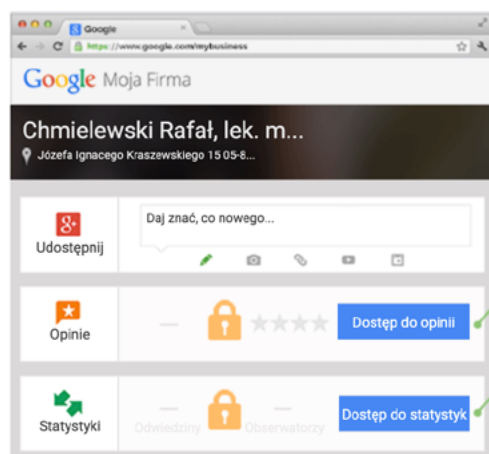 Google
https://www.google.com/mybusiness
Google Moja Firma
Chmielewski Rafał, lek. m...
Józefa Ignacego Kraszewskiego 15 05-8...
Daj znać, co nowego...
Udostępnij
Opinie
Dostęp do opinii
Statystyki
Odwiedziny
Obserwatorzy
Dostęp do statystyk